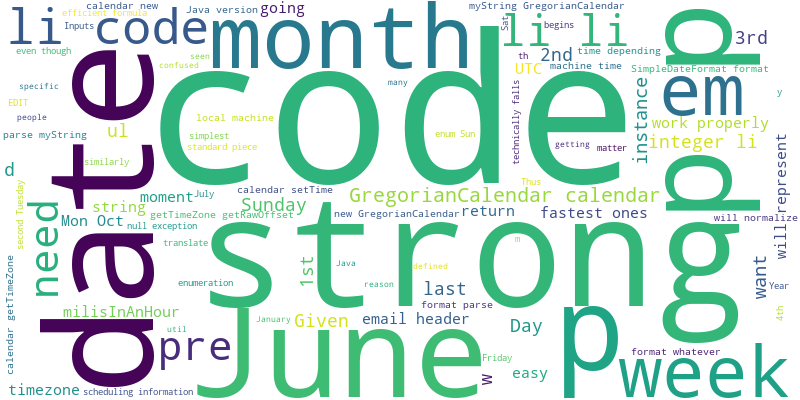 calendar new
Java version
going
myString GregorianCalendar
efficient formula
Inputs
li
code
month
Sat
li li
begins
2nd
3rd
p
even though
seen
confused
th
UTC
time depending
machine time
SimpleDateFormat format
specific
simplest
many
instance
em
y
EDIT
people
date
code
local machine
standard piece
enum Sun
technically falls
getting
matter
work properly
parse myString
ul
integer li
d
similarly
Thus
p
will represent
second Tuesday
need
moment
July
calendar setTime
GregorianCalendar calendar
string
Sunday
return
fastest ones
Mon Oct
getTimeZone getRawOffset
new GregorianCalendar
will normalize
null exception
strong
m
g
translate
1st
Java
defined
want
calendar getTimeZone
enumeration
reason
last
Year
milisInAnHour
format parse
util
January
Given
email header
Day
p
4th
pre
June
Friday
format whatever
timezone
scheduling information
w
easy
week